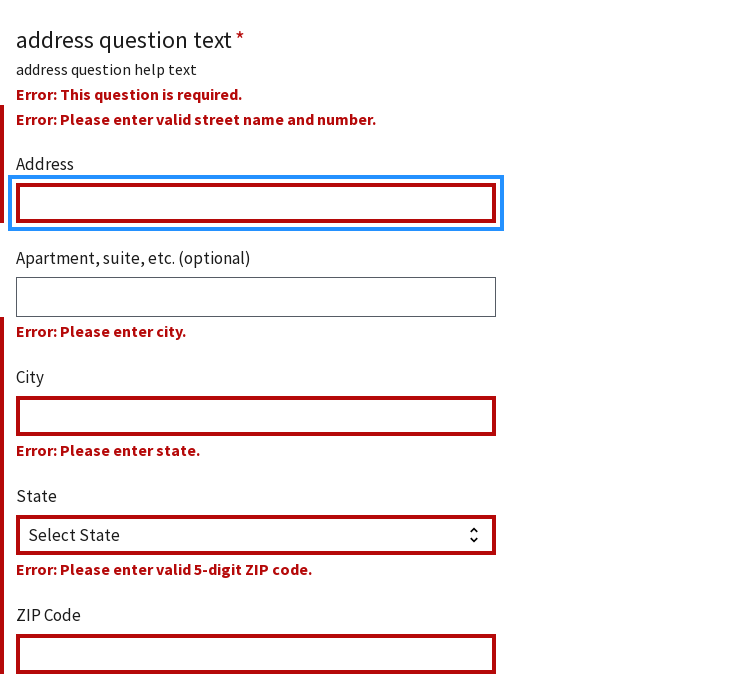 address question text *
address question help text
Error: This question is required.
Error: Please enter valid street name and number.
Address
Apartment, suite, etc. (optional)
Error: Please enter city.
City
Error: Please enter state.
State
Select State
Error: Please enter valid 5-digit ZIP code.
ZIP Code